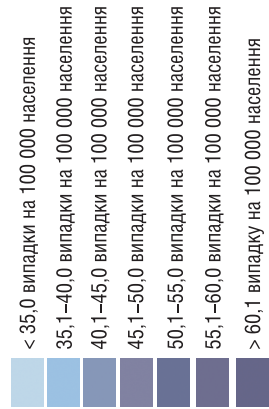 < 35,0 випадки на 100 000 населення
35,1–40,0 випадки на 100 000 населення
40,1–45,0 випадки на 100 000 населення
45,1–50,0 випадки на 100 000 населення
50,1–55,0 випадки на 100 000 населення
55,1–60,0 випадки на 100 000 населення
> 60,1 випадку на 100 000 населення